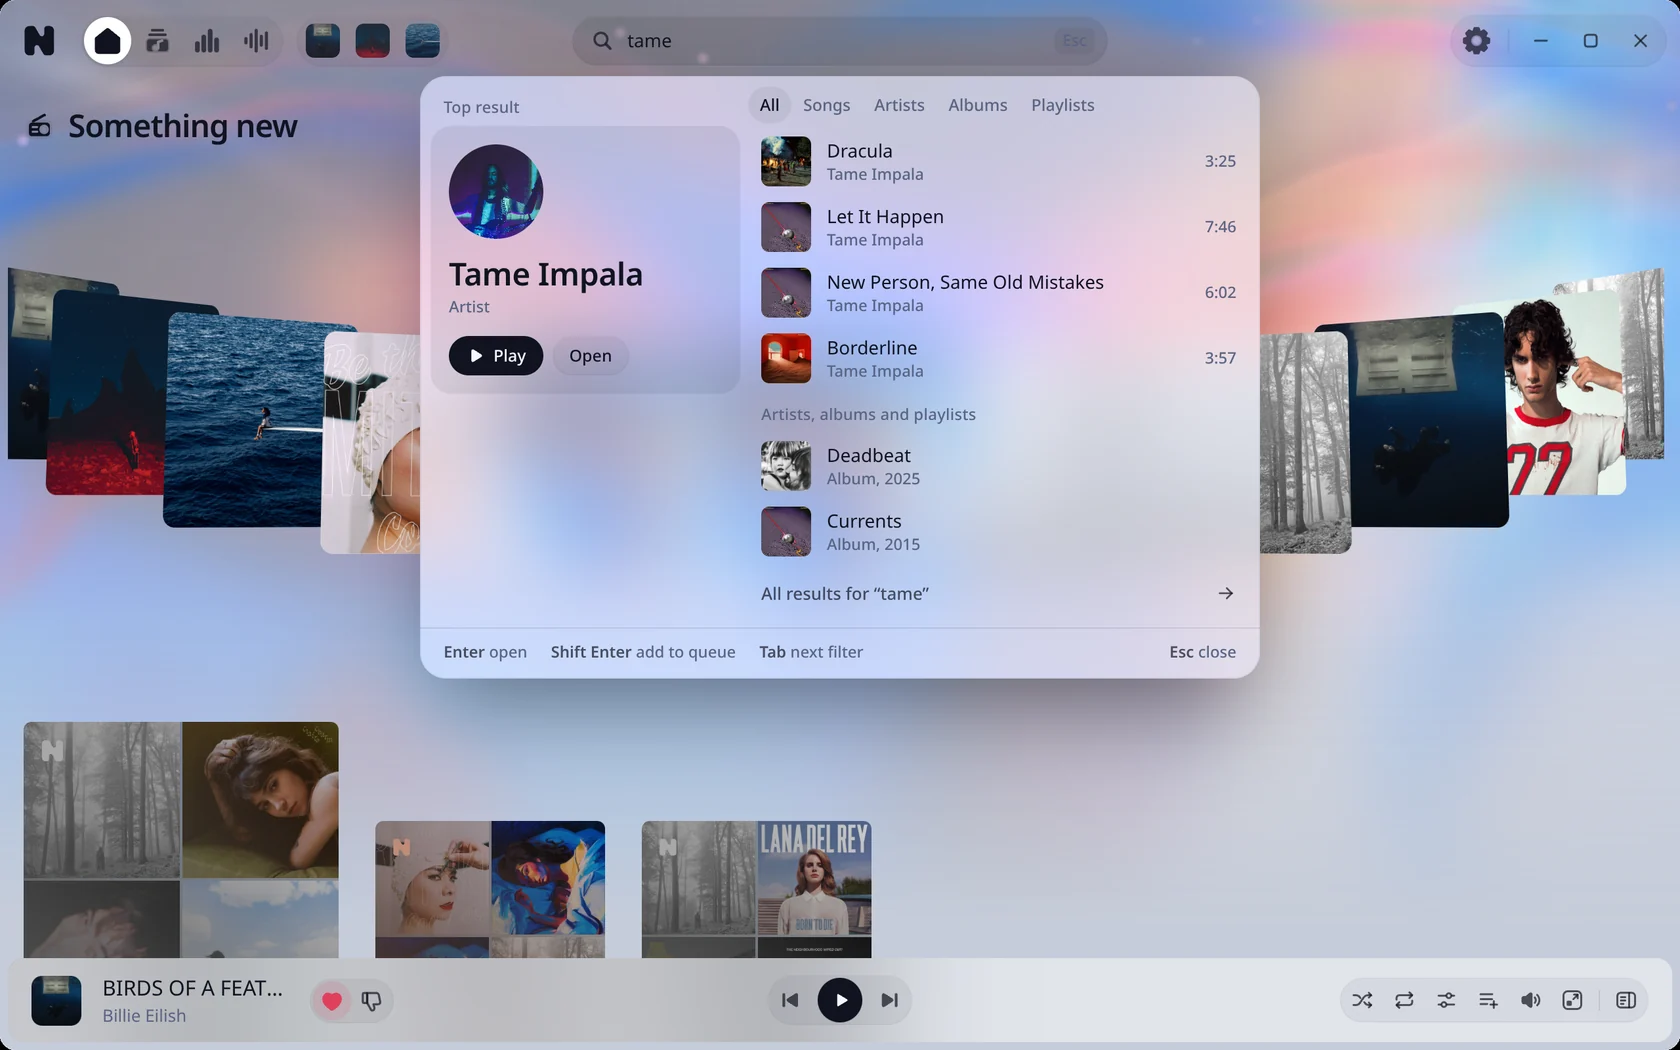 tame
Esc
Something new
Top result
Tame Impala
Artist
Play
Open
All
Songs
Artists
Albums
Playlists
Dracula
Tame Impala
3:25
Let It Happen
Tame Impala
7:46
New Person, Same Old Mistakes
Tame Impala
6:02
Borderline
Tame Impala
3:57
Artists, albums and playlists
Deadbeat
Album, 2025
Currents
Album, 2015
All results for “tame”
Enter open
Shift Enter add to queue
Tab next filter
Esc close
77
LANA DEL REY
BORN TO DIE
BIRDS OF A FEAT...
Billie Eilish